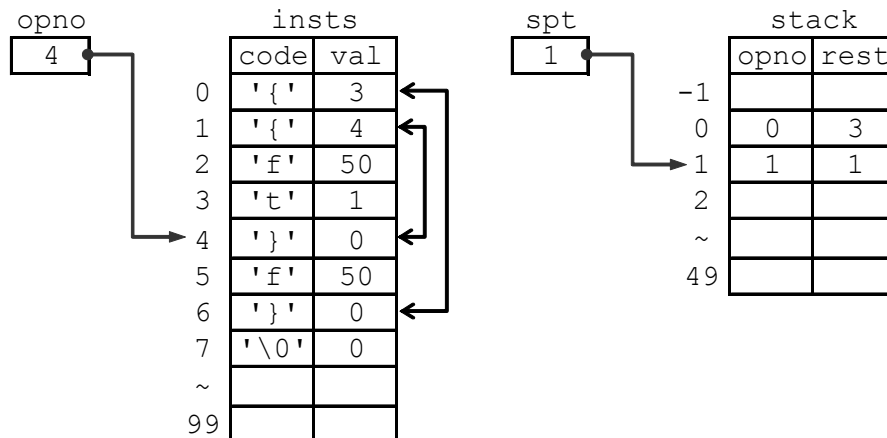 opno insts spt stack
4 code val 1 opno rest
0 '{' 3 -1
1 '{' 4 0 0 3
2 'f' 50 1 1 1
3 't' 1 2
4 '}' 0 ~
5 'f' 50 49
6 '}' 0
7 '\0' 0
~
99